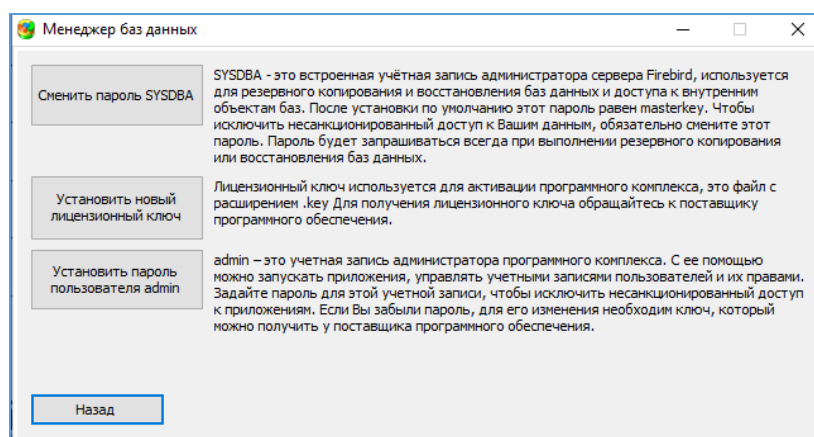 Менеджер баз данных
Сменить пароль SYSDBA
SYSDBA - это встроенная учётная запись администратора сервера Firebird, используется
для резервного копирования и восстановления баз данных и доступа к внутренним
объектам баз. После установки по умолчанию этот пароль равен masterkey. Чтобы
исключить несанкционированный доступ к Вашим данным, обязательно смените этот
пароль. Пароль будет запрашиваться всегда при выполнении резервного копирования
или восстановления баз данных.
Установить новый
лицензионный ключ
Лицензионный ключ используется для активации программного комплекса, это файл с
расширением .key Для получения лицензионного ключа обращайтесь к поставщику
программного обеспечения.
Установить пароль
пользователя admin
admin – это учетная запись администратора программного комплекса. С ее помощью
можно запускать приложения, управлять учетными записями пользователей и их правами.
Задайте пароль для этой учетной записи, чтобы исключить несанкционированный доступ
к приложениям. Если Вы забыли пароль, для его изменения необходим ключ, который
можно получить у поставщика программного обеспечения.
Назад